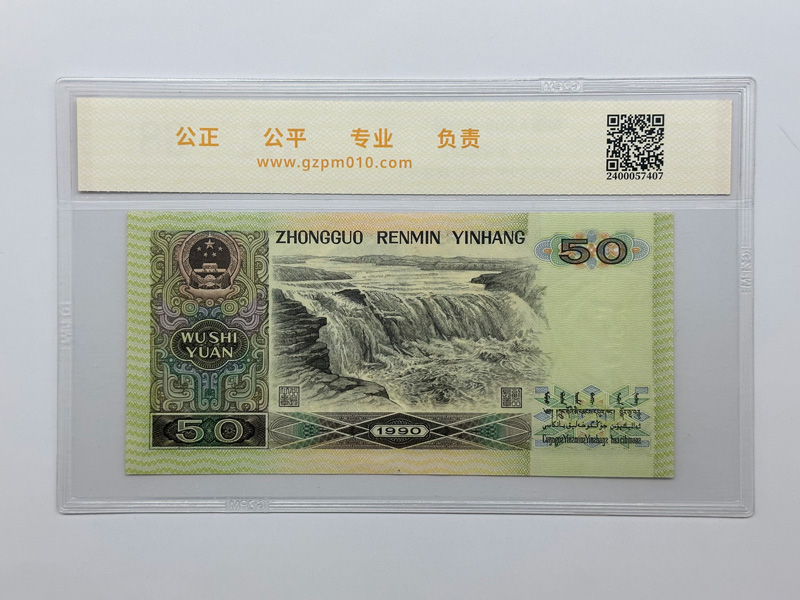 公正 公平 专业 负责
www.gzpm010.com
2400057407
ZHONGGUO RENMIN YINHANG
50
WU SHI
YUAN
50
1990